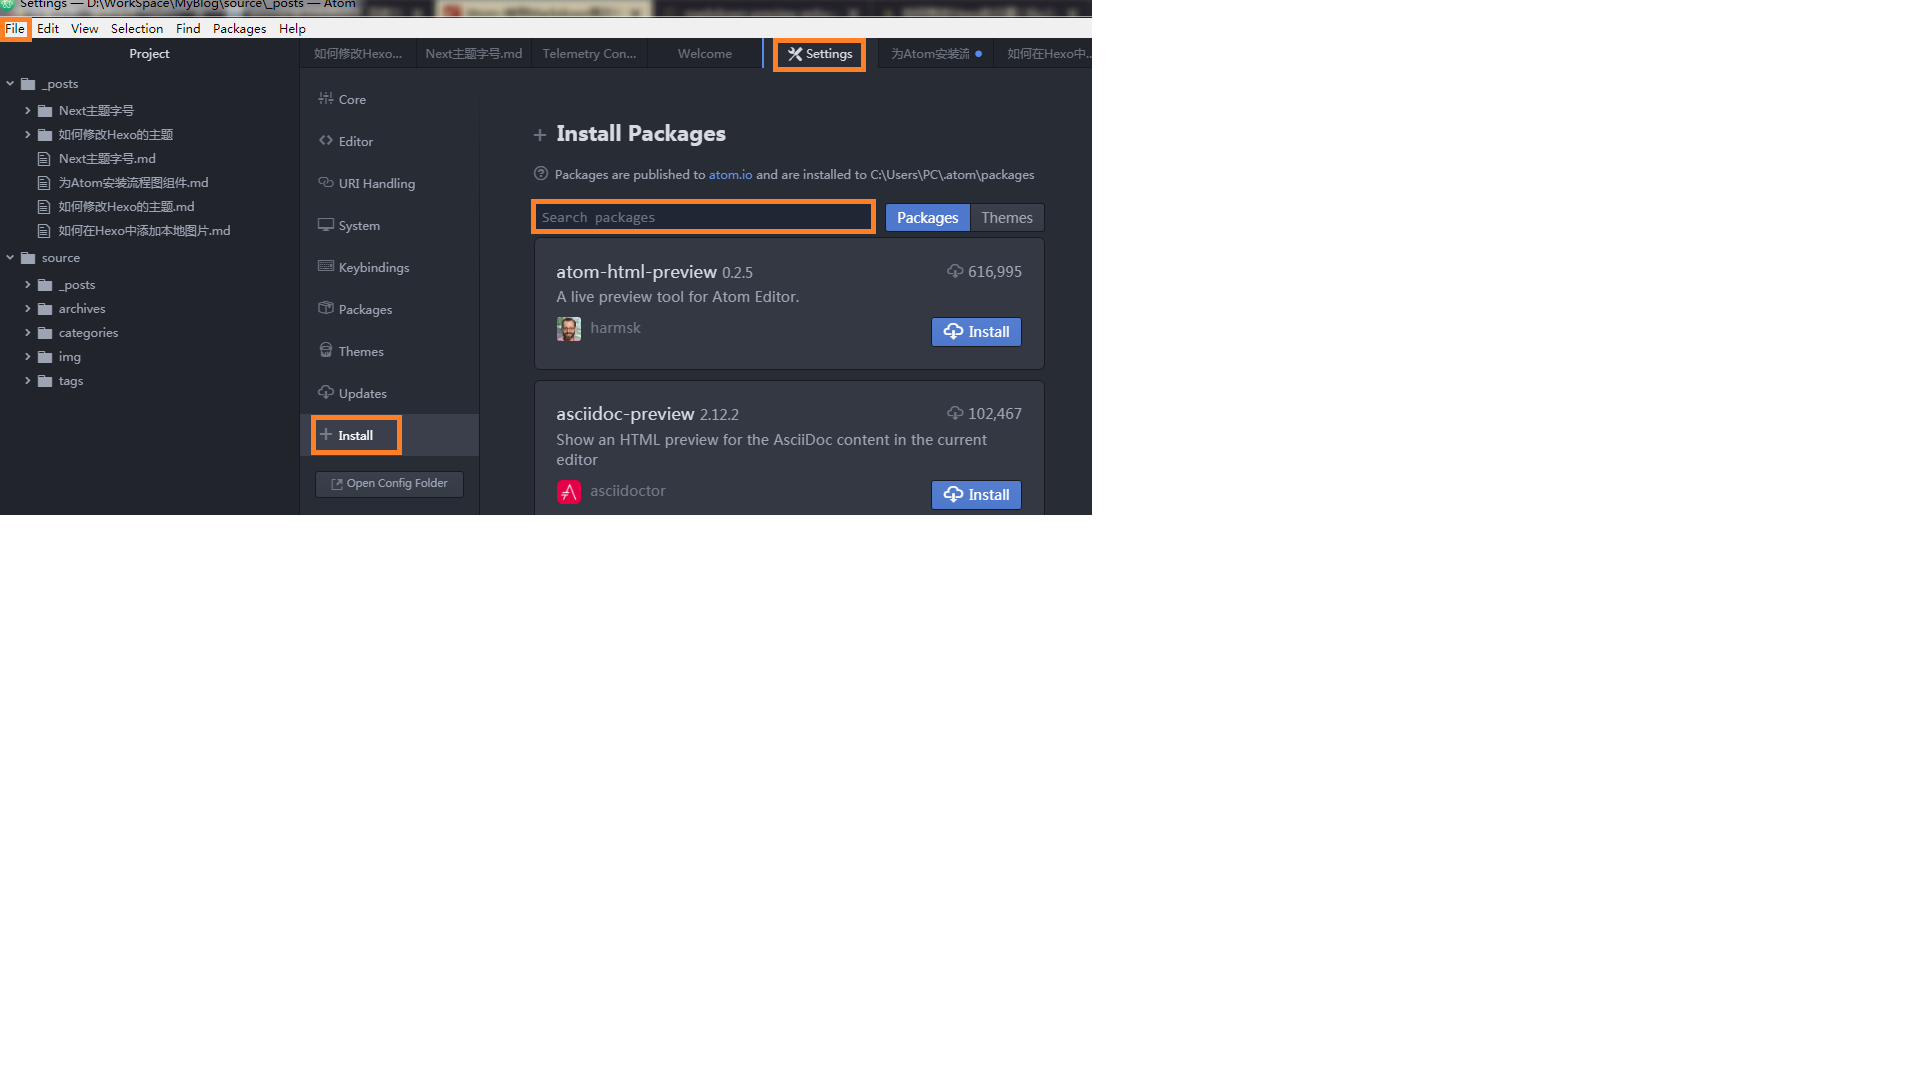 Settings — D:\WorkSpace\MyBlog\source\_posts — Atom
File Edit View Selection Find Packages Help
Project
_posts
Next主题字号
如何修改Hexo的主题
Next主题字号.md
为Atom安装流程图组件.md
如何修改Hexo的主题.md
如何在Hexo中添加本地图片.md
source
_posts
archives
categories
img
tags
如何修改Hexo... Next主题字号.md Telemetry Con... Welcome Settings 为Atom安装流 如何在Hexo中...
Core
Editor
URI Handling
System
Keybindings
Packages
Themes
Updates
Install
Open Config Folder
Install Packages
Packages are published to atom.io and are installed to C:\Users\PC\.atom\packages
Search packages
Packages Themes
atom-html-preview 0.2.5 616,995
A live preview tool for Atom Editor.
harmsk Install
asciidoc-preview 2.12.2 102,467
Show an HTML preview for the AsciiDoc content in the current
editor
asciidoctor Install